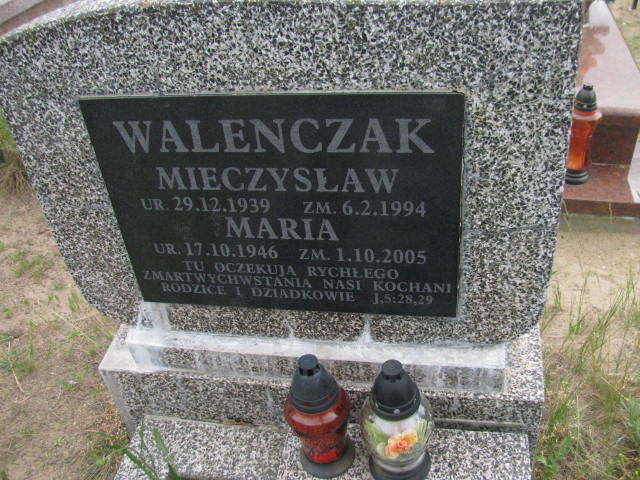 WALENCZAK
MIECZYSŁAW
UR. 29.12.1939 ZM. 6.2.1994
MARIA
UR. 17.10.1946 ZM. 1.10.2005
TU OCZEKUJĄ RYCHŁEGO
ZMARTWYCHWSTANIA NASI KOCHANI
RODZICE I DZIADKOWIE J,5:28,29